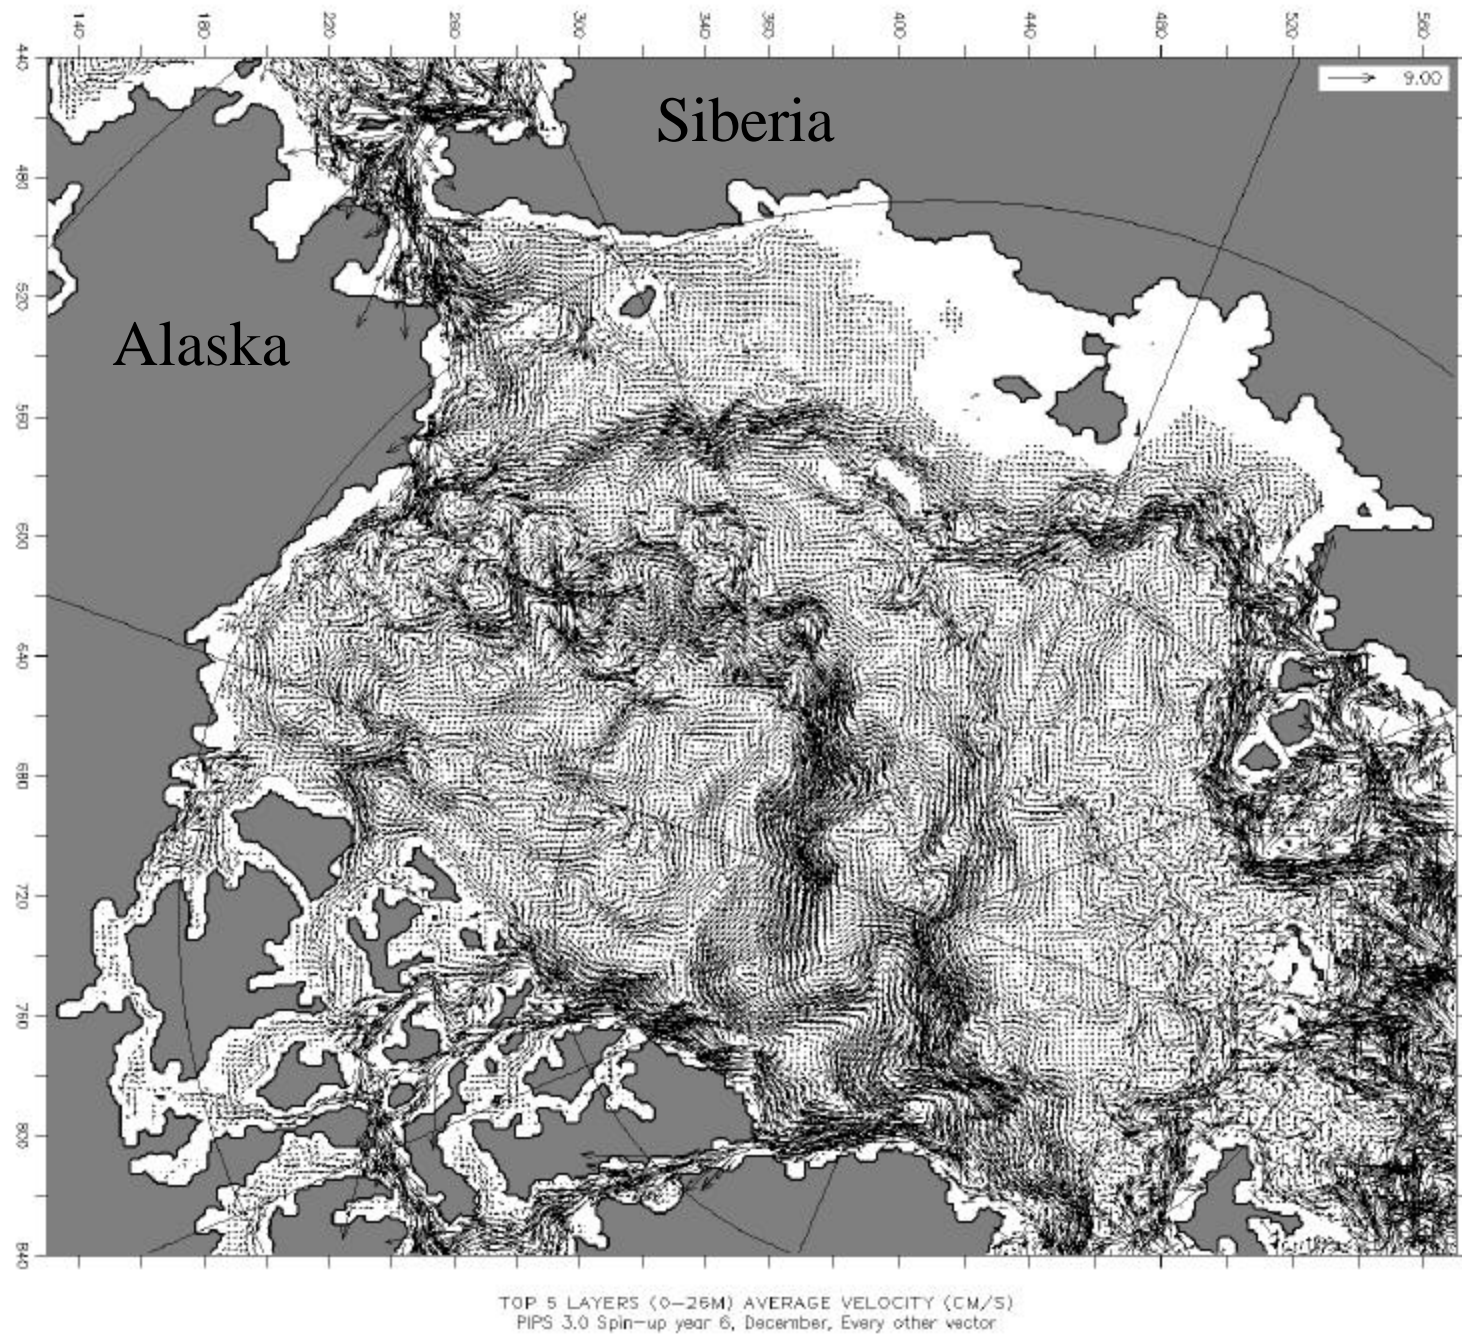 140 180 220 260 300 340 360 400 440 480 520 560
440
9.00
Siberia
480
520
Alaska
560
600
640
680
720
760
800
840
TOP 5 LAYERS (0-26M) AVERAGE VELOCITY (CM/S)
PIPS 3.0 Spin-up year 6, December, Every other vector